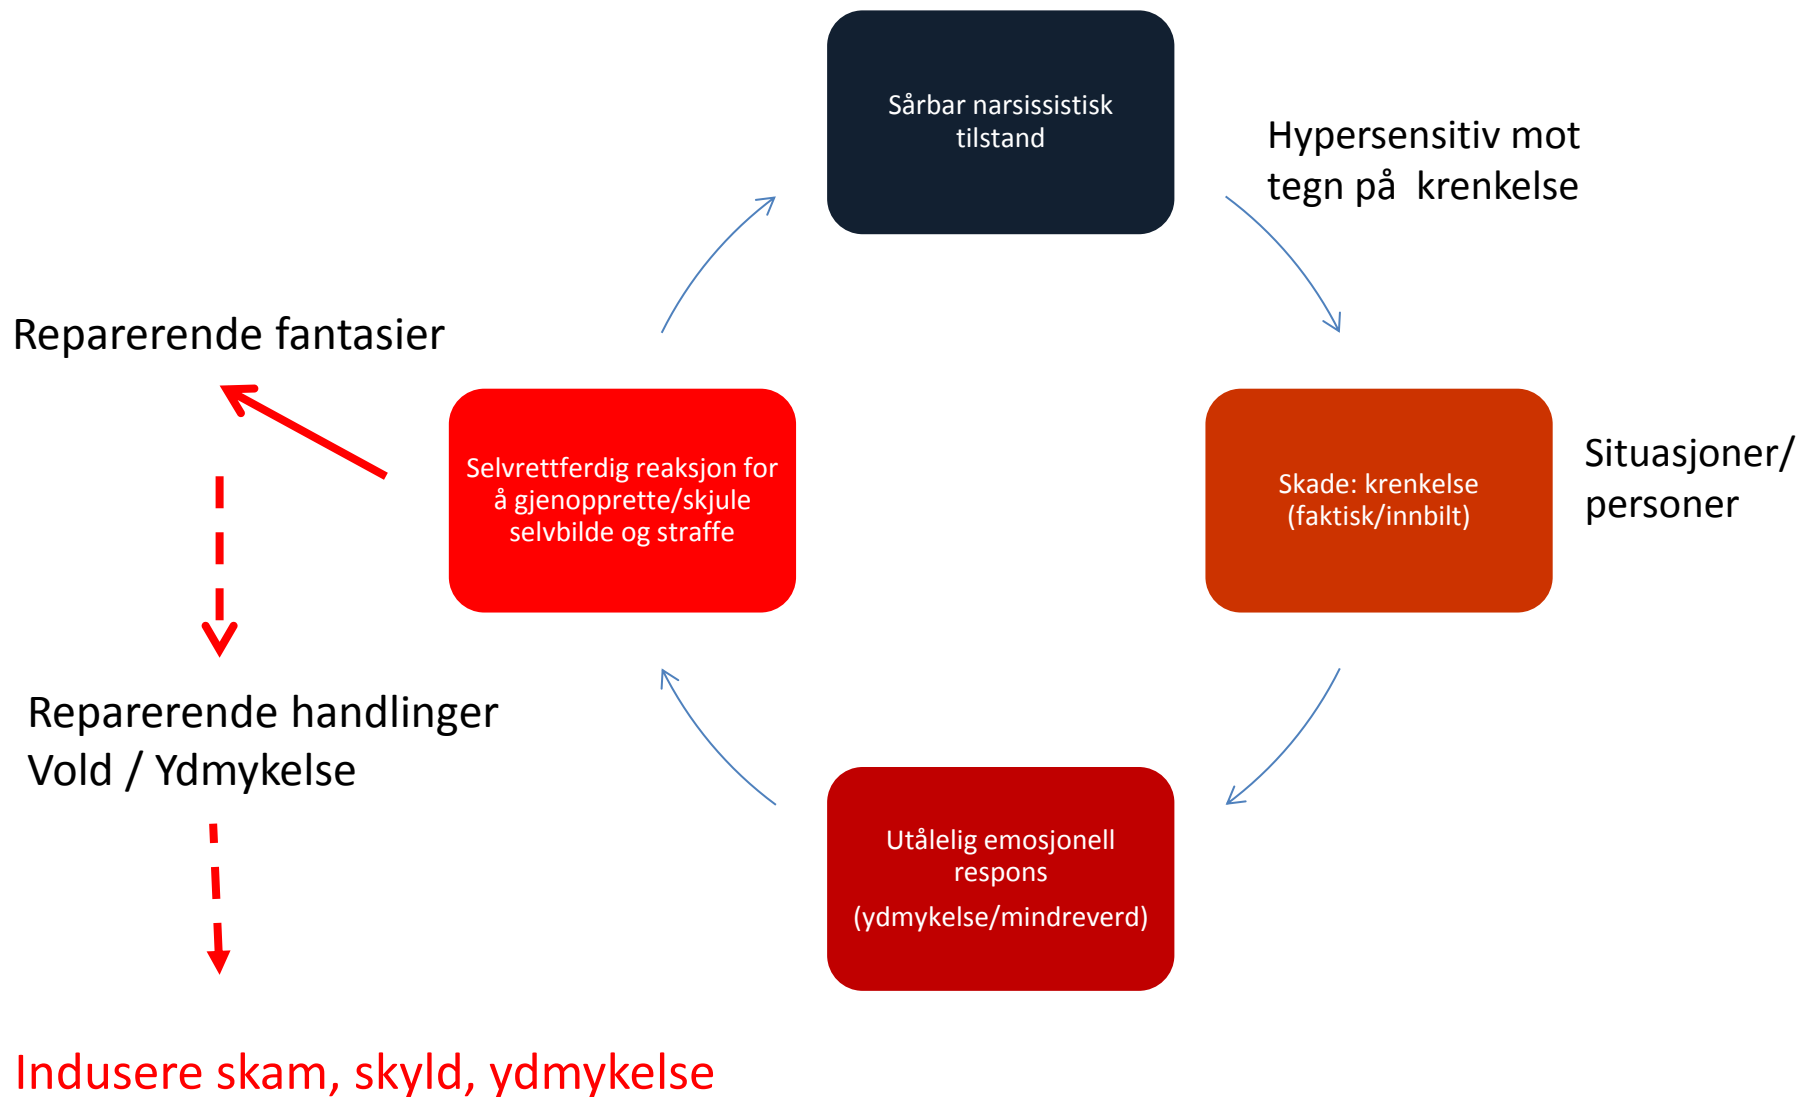 Sårbar narsissistisk
tilstand
Hypersensitiv mot
tegn på  krenkelse
Reparerende fantasier
Selvrettferdig reaksjon for
å gjenopprette/skjule
selvbilde og straffe
Skade: krenkelse
(faktisk/innbilt)
Situasjoner/
personer
Reparerende handlinger
Vold / Ydmykelse
Utålelig emosjonell
respons
(ydmykelse/mindreverd)
Indusere skam, skyld, ydmykelse